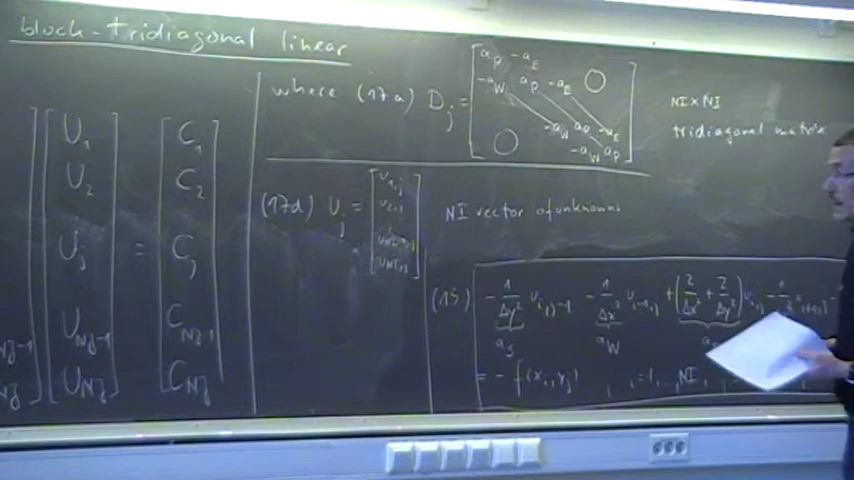 block-tridiagonal linear
U_1
U_2
U_j
U_NJ-1
U_NJ
=
C_1
C_2
C_j
C_NJ-1
C_NJ
where (17a) D_j =
a_P -a_E
-a_W a_P -a_E
-a_W a_P -a_E
-a_W a_P
NI×NI
tridiagonal matrix
(17d) U_j =
NI vector of unknowns
(15) -1/Δy² u_i,j-1 -1/Δx² u_i-1,j +(2/Δx² + 2/Δy²) u_i,j -1
a_S a_W
= - f(x_i, y_j) , i=1,...,NI,